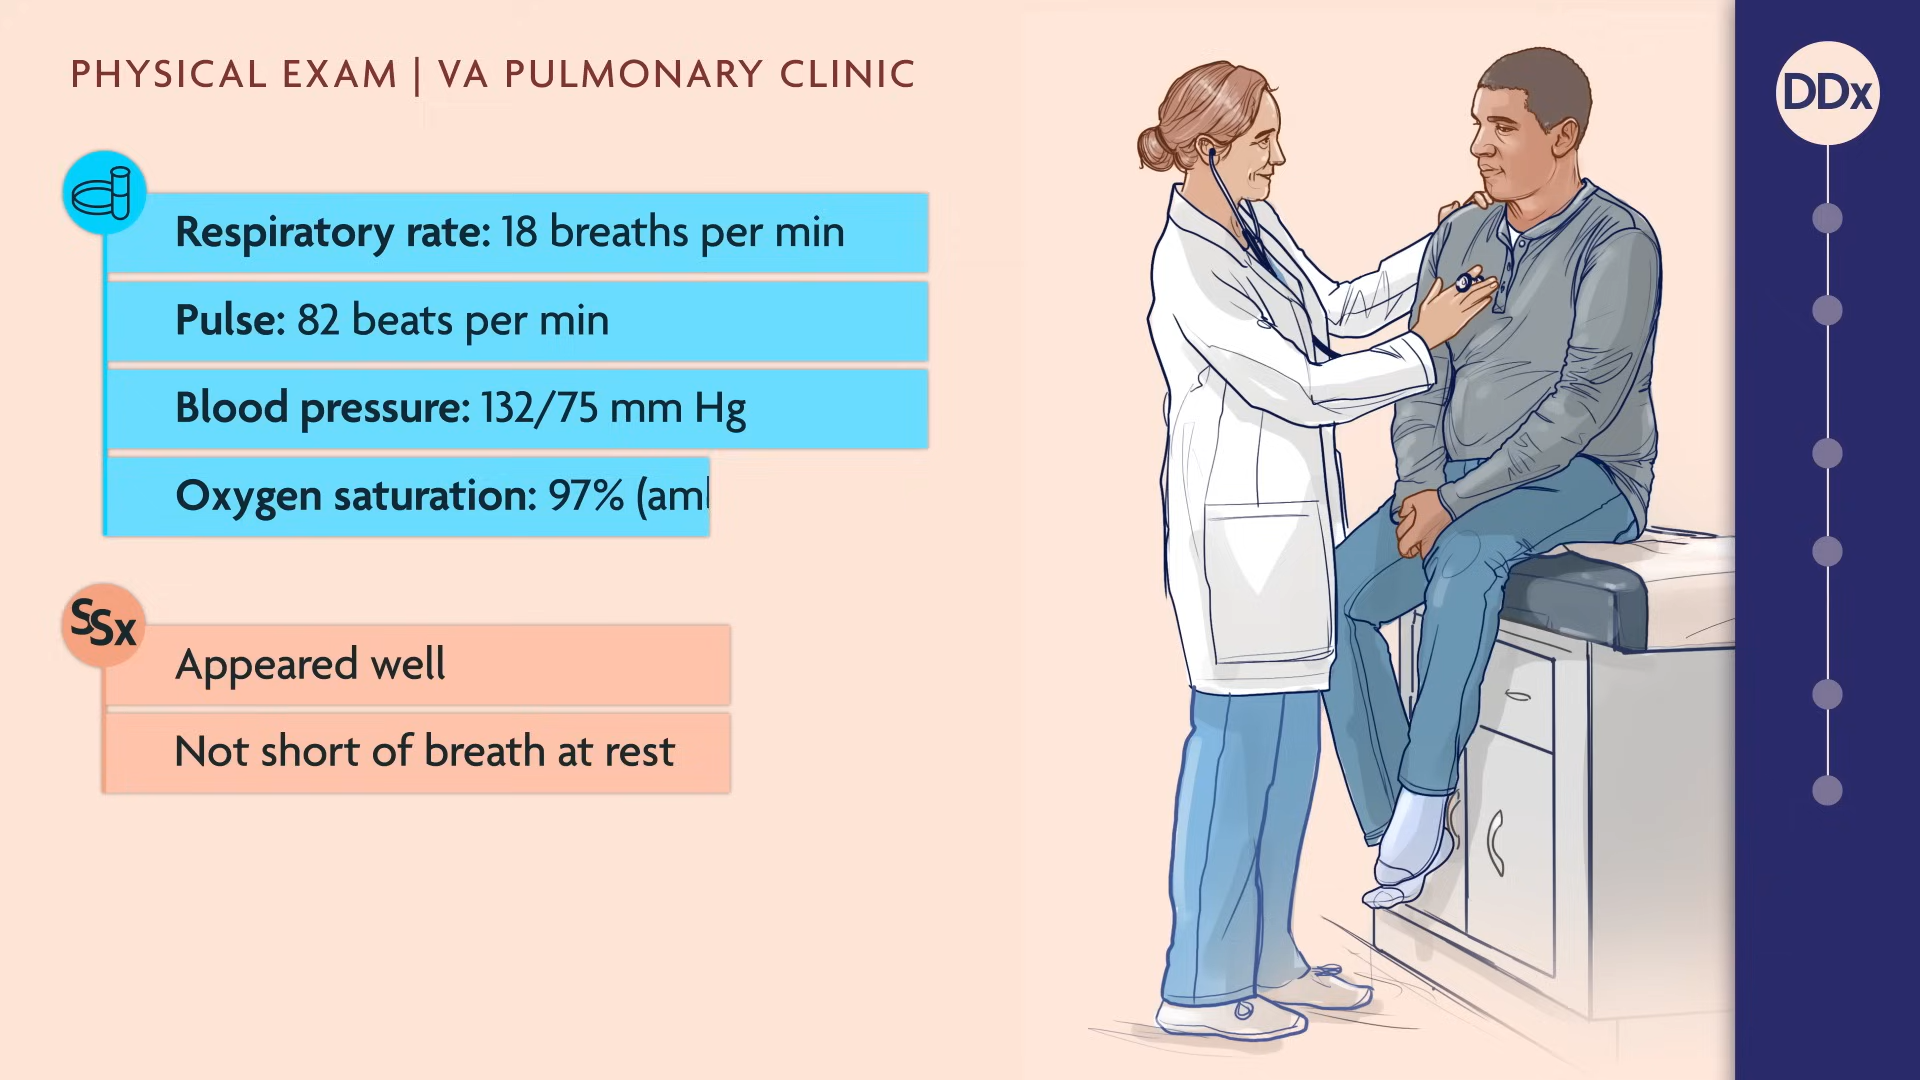 PHYSICAL EXAM | VA PULMONARY CLINIC
Respiratory rate: 18 breaths per min
Pulse: 82 beats per min
Blood pressure: 132/75 mm Hg
Oxygen saturation: 97%
SSx
Appeared well
Not short of breath at rest
DDx